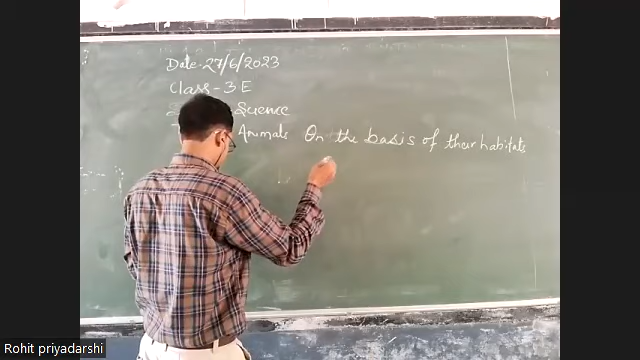 Date-27/6/2023
Class-3 E
Science
Animals On the basis of their habitats
Rohit priyadarshi